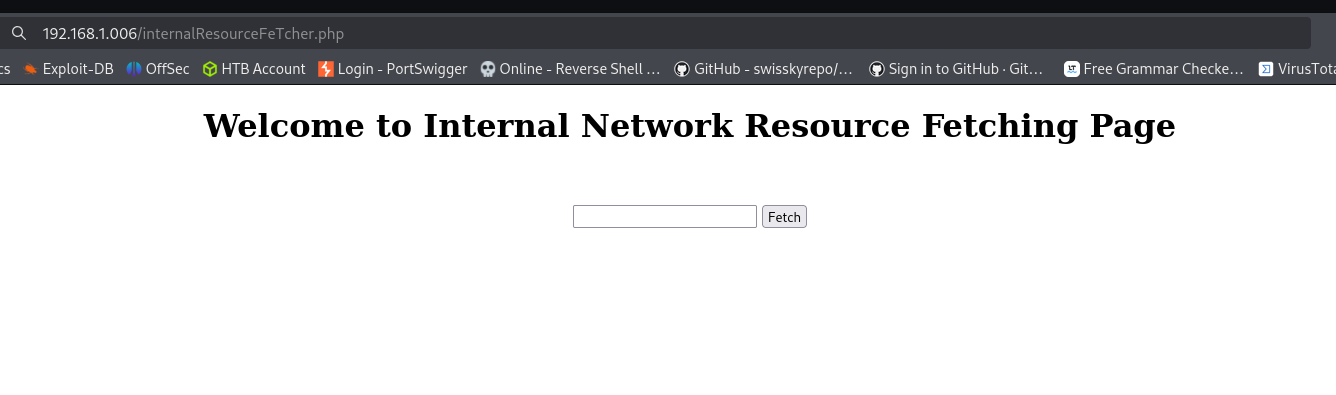 192.168.1.006/internalResourceFeTcher.php
cs Exploit-DB OffSec HTB Account Login - PortSwigger Online - Reverse Shell ... GitHub - swisskyrepo/... Sign in to GitHub · Git... Free Grammar Checke... VirusTota
Welcome to Internal Network Resource Fetching Page
Fetch